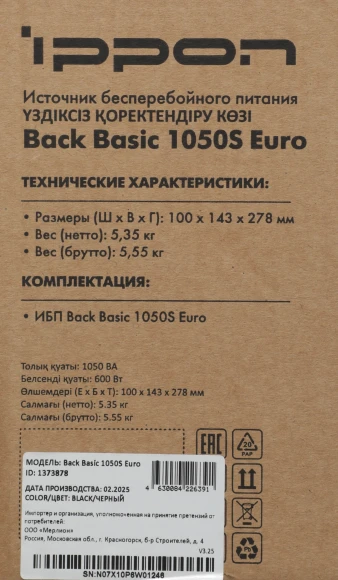 ippon
Источник бесперебойного питания
ҮЗДІКСІЗ ҚОРЕКТЕНДІРУ КӨЗІ
Back Basic 1050S Euro
ТЕХНИЧЕСКИЕ ХАРАКТЕРИСТИКИ:
• Размеры (Ш х В х Г): 100 х 143 х 278 мм
• Вес (нетто): 5,35 кг
• Вес (брутто): 5,55 кг
КОМПЛЕКТАЦИЯ:
• ИБП Back Basic 1050S Euro
Толық қуаты: 1050 ВА
Белсенді қуаты: 600 Вт
Өлшемдері (Е х Б х Т): 100 х 143 х 278 мм
Салмағы (нетто): 5.35 кг
Салмағы (брутто): 5.55 кг
EAC
20
PAP
МОДЕЛЬ: Back Basic 1050S Euro
ID: 1373878
ДАТА ПРОИЗВОДСТВА: 02.2025
COLOR/ЦВЕТ: BLACK/ЧЕРНЫЙ
4 630004 226391
Импортер и организация, уполномоченная на принятие претензий от
потребителей:
ООО «Мерлион»
Россия, Московская обл., г. Красногорск, б-р Строителей, д. 4
V3.25
Pb
SN:N07X10P8W01246